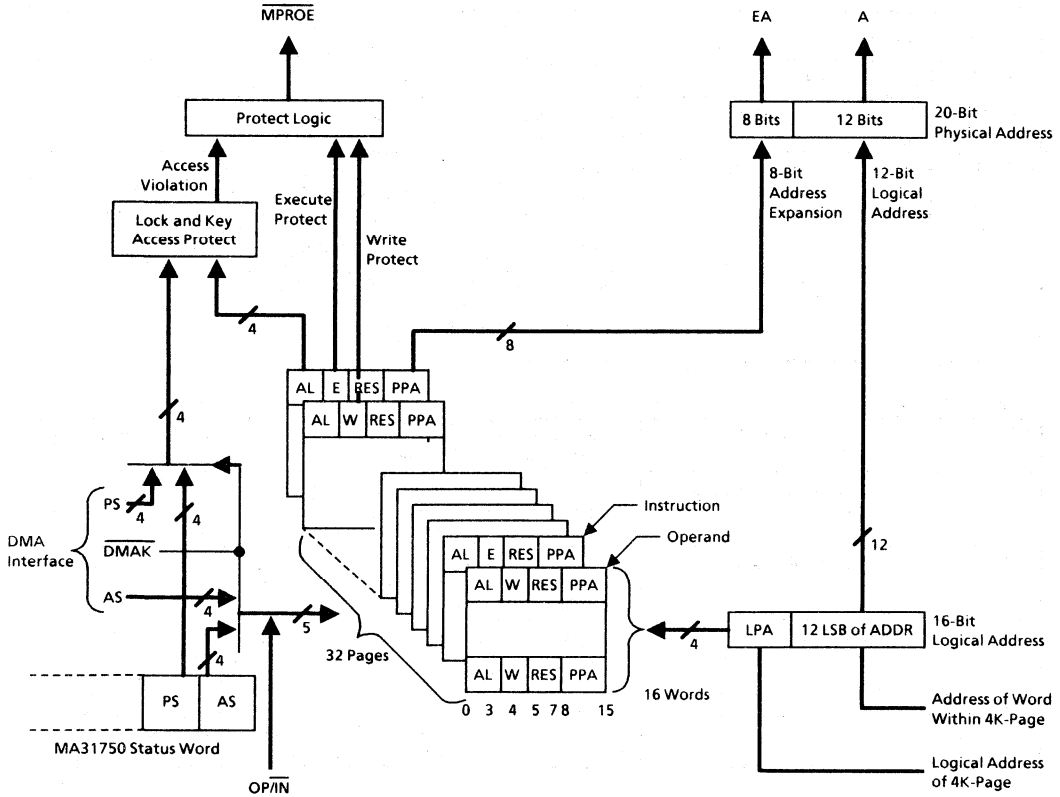 MPROE
EA
A
Protect Logic
8 Bits
12 Bits
20-Bit
Physical Address
Access
Violation
Execute
Protect
Write
Protect
8-Bit
Address
Expansion
12-Bit
Logical
Address
Lock and Key
Access Protect
4
8
AL
E
RES
PPA
AL
W
RES
PPA
4
PS
4
4
DMA
Interface
DMAK
AS
4
4
5
32 Pages
Instruction
Operand
AL
E
RES
PPA
AL
W
RES
PPA
AL
W
RES
PPA
0
3
4
5
7
8
15
16 Words
4
12
LPA
12 LSB of ADDR
16-Bit
Logical Address
PS
AS
MA31750 Status Word
OP/IN
Address of Word
Within 4K-Page
Logical Address
of 4K-Page